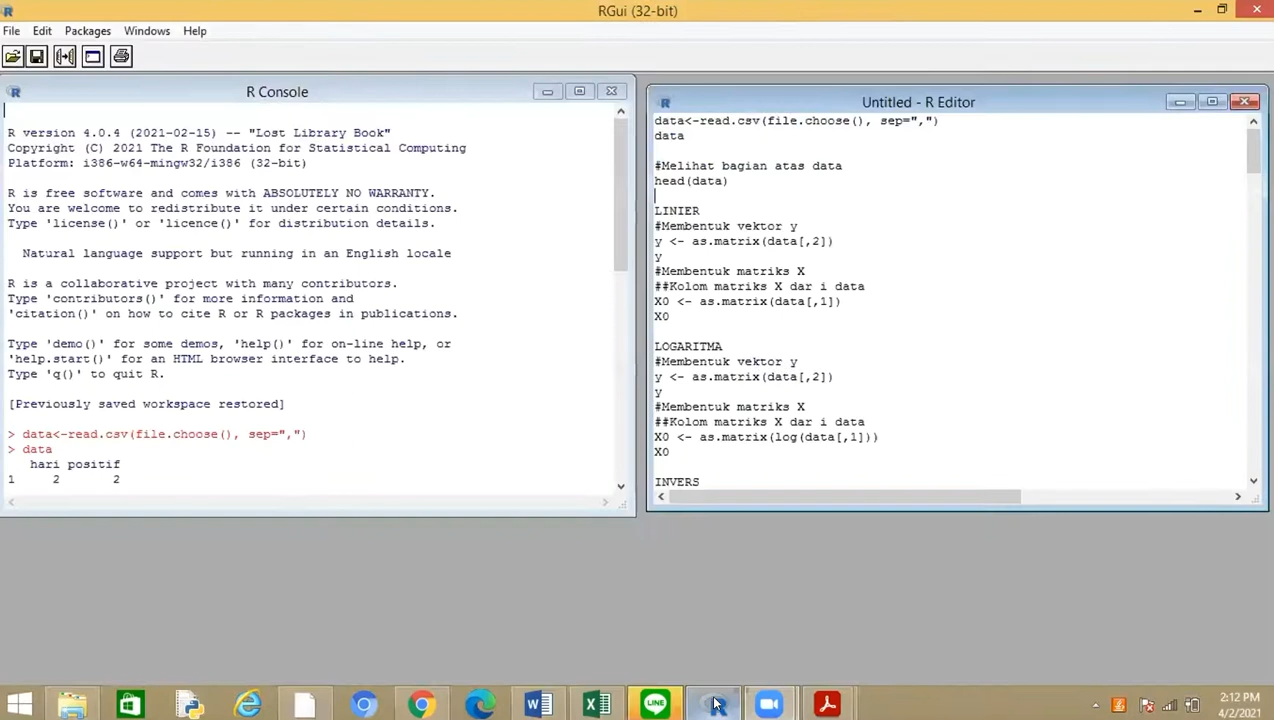 RGui (32-bit)
File Edit Packages Windows Help
R Console
R version 4.0.4 (2021-02-15) -- "Lost Library Book"
Copyright (C) 2021 The R Foundation for Statistical Computing
Platform: i386-w64-mingw32/i386 (32-bit)
R is free software and comes with ABSOLUTELY NO WARRANTY.
You are welcome to redistribute it under certain conditions.
Type 'license()' or 'licence()' for distribution details.
Natural language support but running in an English locale
R is a collaborative project with many contributors.
Type 'contributors()' for more information and
'citation()' on how to cite R or R packages in publications.
Type 'demo()' for some demos, 'help()' for on-line help, or
'help.start()' for an HTML browser interface to help.
Type 'q()' to quit R.
[Previously saved workspace restored]
> data<-read.csv(file.choose(), sep=",")
> data
hari positif
1 2 2
Untitled - R Editor
data<-read.csv(file.choose(), sep=",")
data
#Melihat bagian atas data
head(data)
LINIER
#Membentuk vektor y
y <- as.matrix(data[,2])
y
#Membentuk matriks X
##Kolom matriks X dar i data
X0 <- as.matrix(data[,1])
X0
LOGARITMA
#Membentuk vektor y
y <- as.matrix(data[,2])
y
#Membentuk matriks X
##Kolom matriks X dar i data
X0 <- as.matrix(log(data[,1]))
X0
INVERS
LINE
2:12 PM
4/2/2021